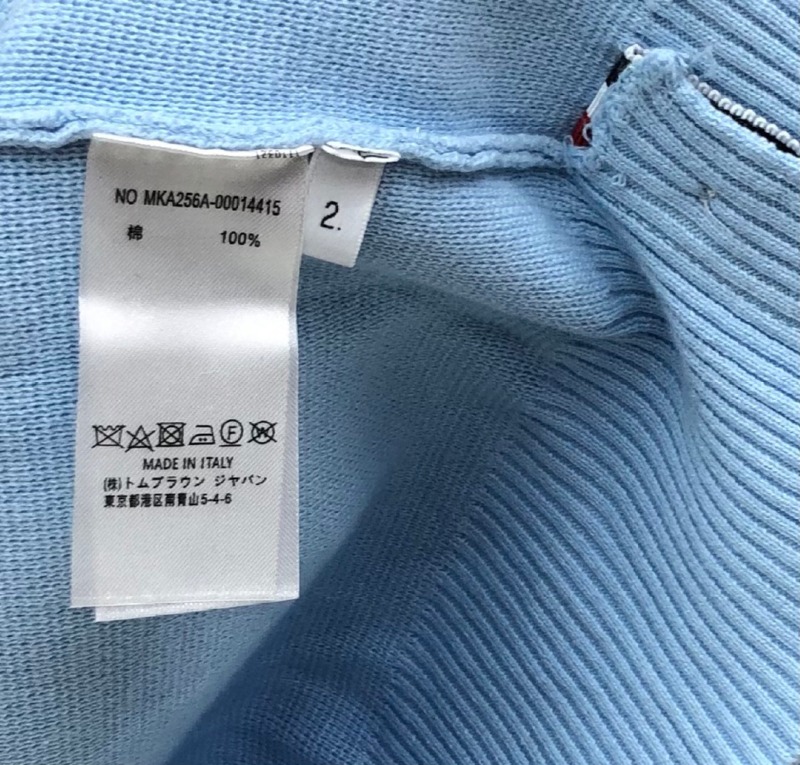 NO MKA256A-00014415
棉 100%
2.
F W
MADE IN ITALY
(株)トムブラウン ジャパン
東京都港区南青山5-4-6